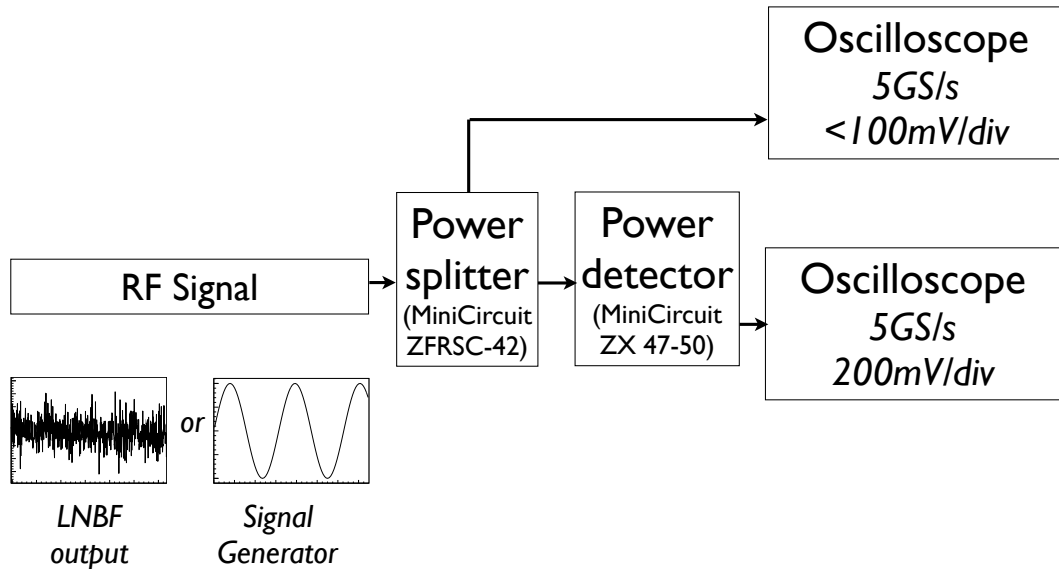 Oscilloscope
5GS/s
<100mV/div
Power
splitter
(MiniCircuit
ZFRSC-42)
Power
detector
(MiniCircuit
ZX 47-50)
RF Signal
Oscilloscope
5GS/s
200mV/div
or
LNBF
output
Signal
Generator